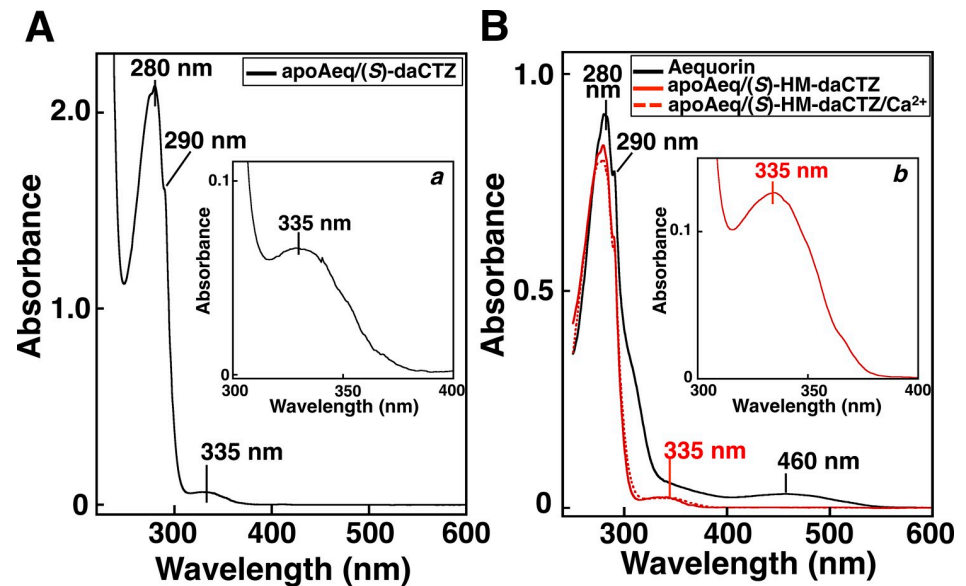 A
280 nm
apoAeq/(S)-daCTZ
2.0
290 nm
a
0.1
335 nm
Absorbance
0
300
350
400
Wavelength (nm)
Absorbance
1.0
335 nm
0
300
400
500
600
Wavelength (nm)
B
1.0
280
nm
Aequorin
apoAeq/(S)-HM-daCTZ
apoAeq/(S)-HM-daCTZ/Ca²⁺
290 nm
b
335 nm
0.1
Absorbance
0
300
350
400
Wavelength (nm)
Absorbance
0.5
335 nm
460 nm
0
300
400
500
600
Wavelength (nm)